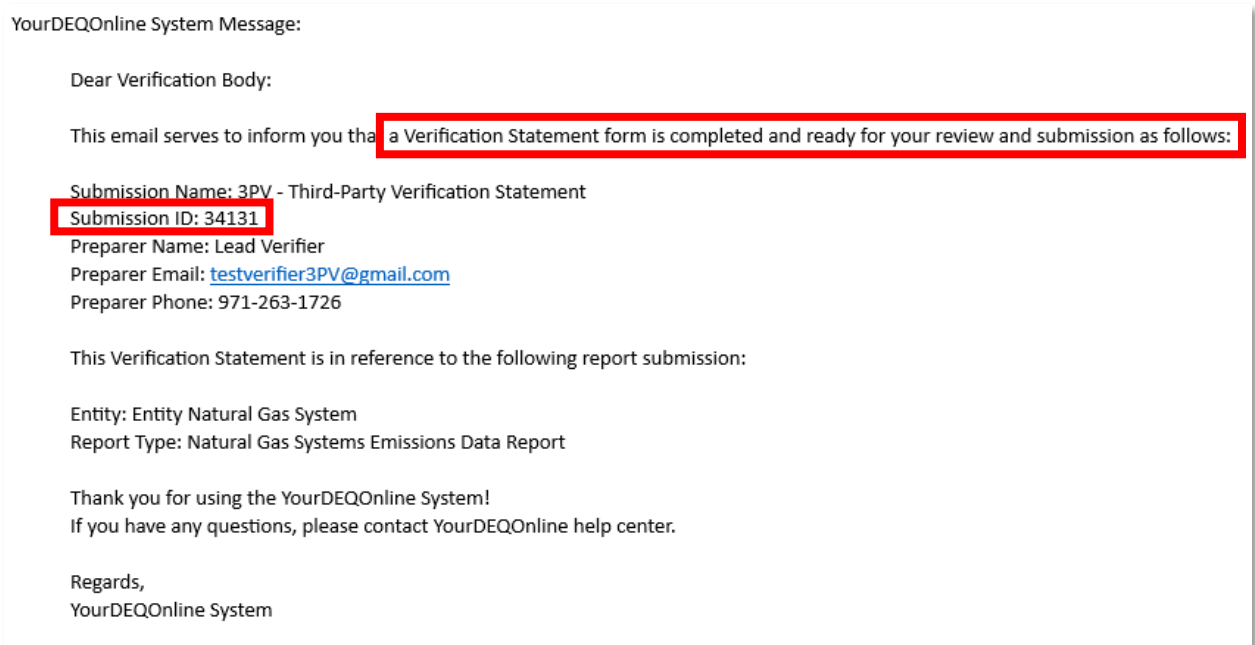 YourDEQOnline System Message:
Dear Verification Body:
This email serves to inform you tha a Verification Statement form is completed and ready for your review and submission as follows:
Submission Name: 3PV - Third-Party Verification Statement
Submission ID: 34131
Preparer Name: Lead Verifier
Preparer Email: testverifier3PV@gmail.com
Preparer Phone: 971-263-1726
This Verification Statement is in reference to the following report submission:
Entity: Entity Natural Gas System
Report Type: Natural Gas Systems Emissions Data Report
Thank you for using the YourDEQOnline System!
If you have any questions, please contact YourDEQOnline help center.
Regards,
YourDEQOnline System